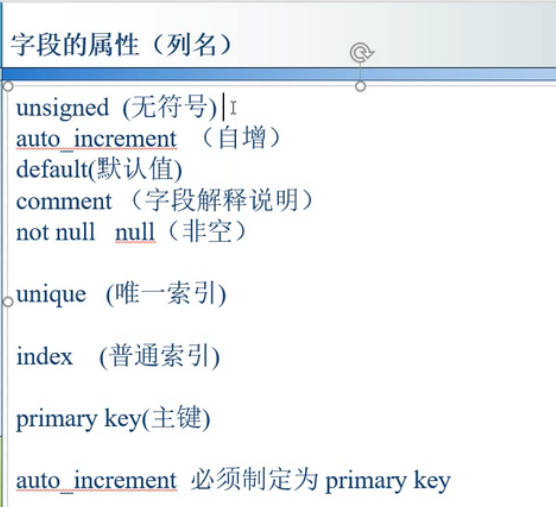 字段的属性（列名）
unsigned (无符号)
auto_increment （自增）
default(默认值)
comment （字段解释说明）
not null null（非空）
unique (唯一索引)
index (普通索引)
primary key(主键)
auto_increment 必须制定为 primary key